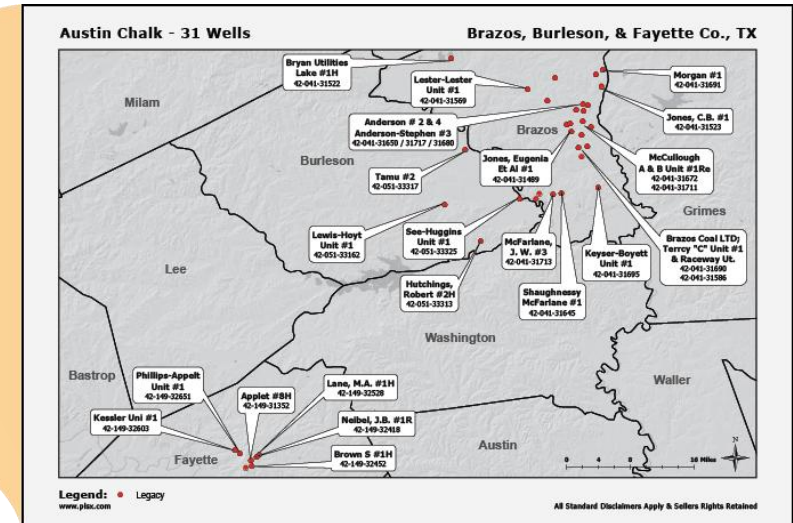 Austin Chalk - 31 Wells
Brazos, Burleson, & Fayette Co., TX
Bryan Utilities
Lake #1H
42-041-31522
Lester-Lester
Unit #1
42-041-31569
Morgan #1
42-041-31691
Milam
Jones, C.B. #1
42-041-31523
Anderson # 2 & 4
Anderson-Stephen #3
42-041-31650 / 31717 / 31680
Brazos
Burleson
Jones, Eugenia
Et Al #1
42-041-31489
McCullough
A & B Unit #1Re
42-041-31672
42-041-31711
Tamu #2
42-051-33317
Grimes
Lewis-Hoyt
Unit #1
42-051-33162
See-Huggins
Unit #1
42-051-33325
McFarlane,
J. W. #3
42-041-31713
Keyser-Boyett
Unit #1
42-041-31695
Brazos Coal LTD;
Terrcy "C" Unit #1
& Raceway Ut.
42-041-31690
42-041-31586
Lee
Hutchings,
Robert #2H
42-051-33313
Shaughnessy
McFarlane #1
42-041-31645
Washington
Bastrop
Waller
Phillips-Appelt
Unit #1
42-149-32651
Applet #8H
42-149-31352
Lane, M.A. #1H
42-149-32528
Kessler Uni #1
42-149-32603
Neibel, J.B. #1R
42-149-32418
Austin
Fayette
Brown S #1H
42-149-32452
N
0 4 8 16 Miles
Legend: Legacy
www.plsx.com
All Standard Disclaimers Apply & Sellers Rights Retained